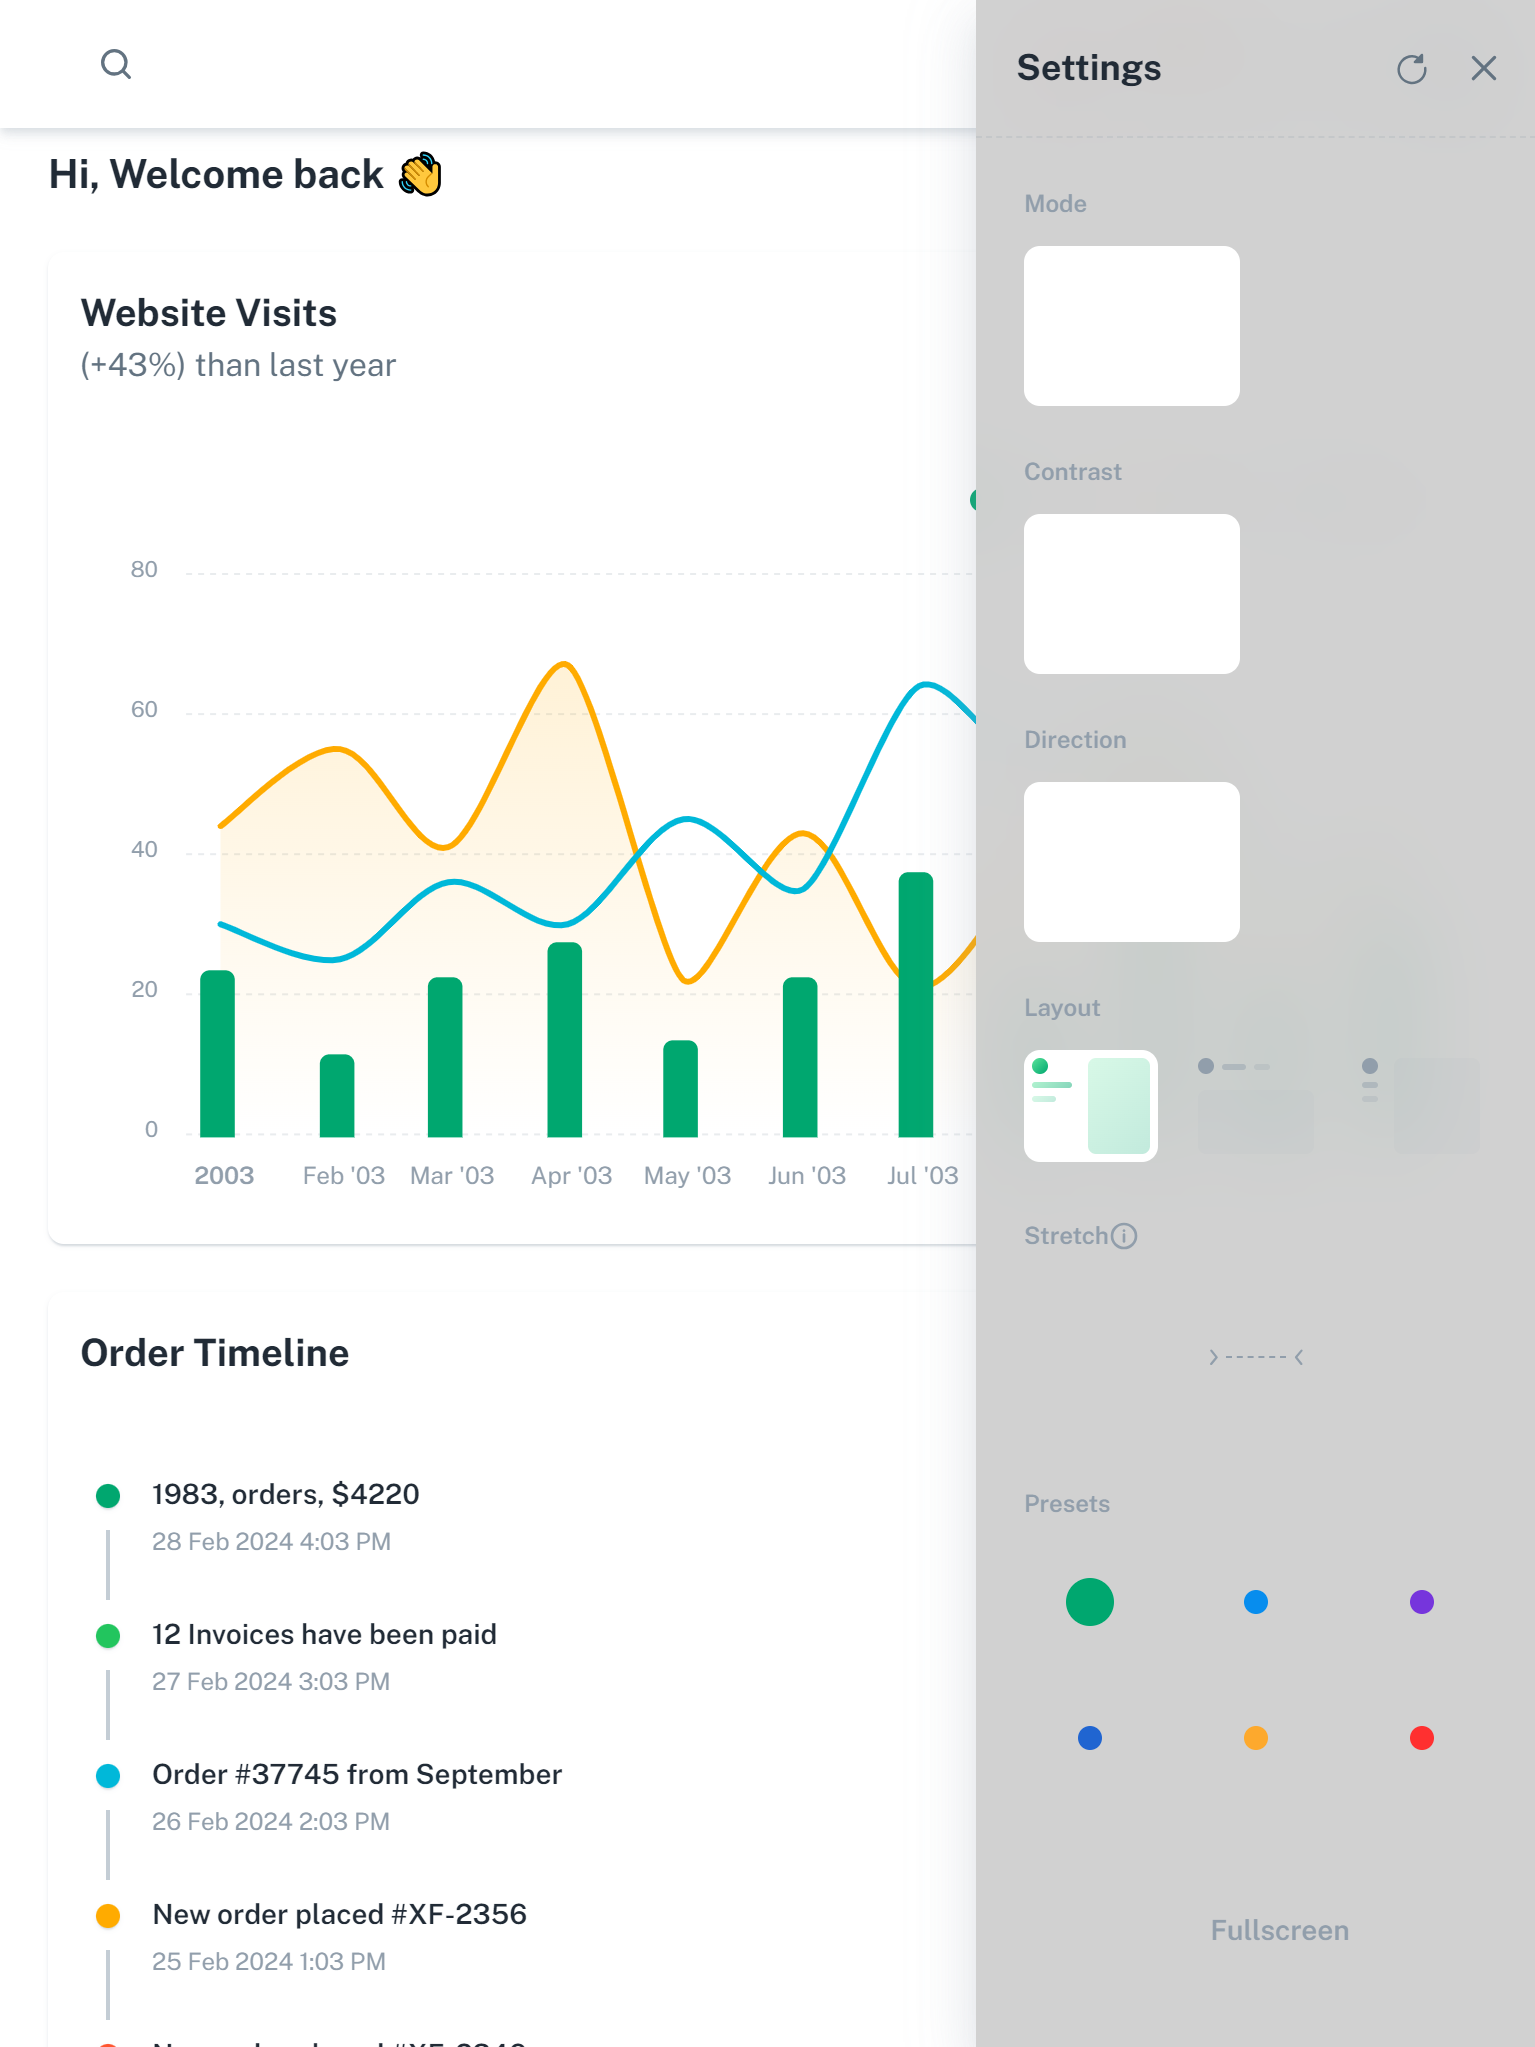 Hi, Welcome back 👋
Website Visits
(+43%) than last year
80
60
40
20
0
2003 Feb '03 Mar '03 Apr '03 May '03 Jun '03 Jul '03
Order Timeline
1983, orders, $4220
28 Feb 2024 4:03 PM
12 Invoices have been paid
27 Feb 2024 3:03 PM
Order #37745 from September
26 Feb 2024 2:03 PM
New order placed #XF-2356
25 Feb 2024 1:03 PM
Settings
Mode
Contrast
Direction
Layout
Stretch
Presets
Fullscreen